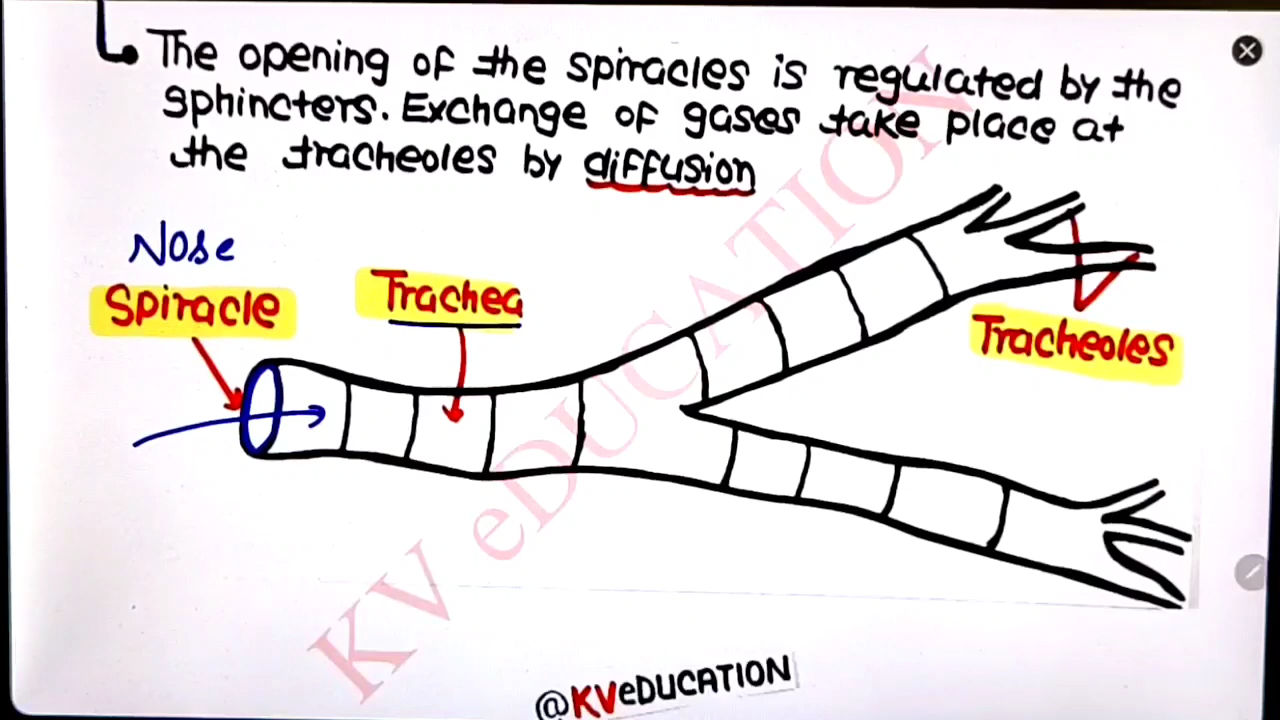 The opening of the spiracles is regulated by the
sphincters. Exchange of gases take place at
the tracheoles by diffusion
Nose
Spiracle
Trachea
Tracheoles
KV eDUCATION
@KVeDUCATION